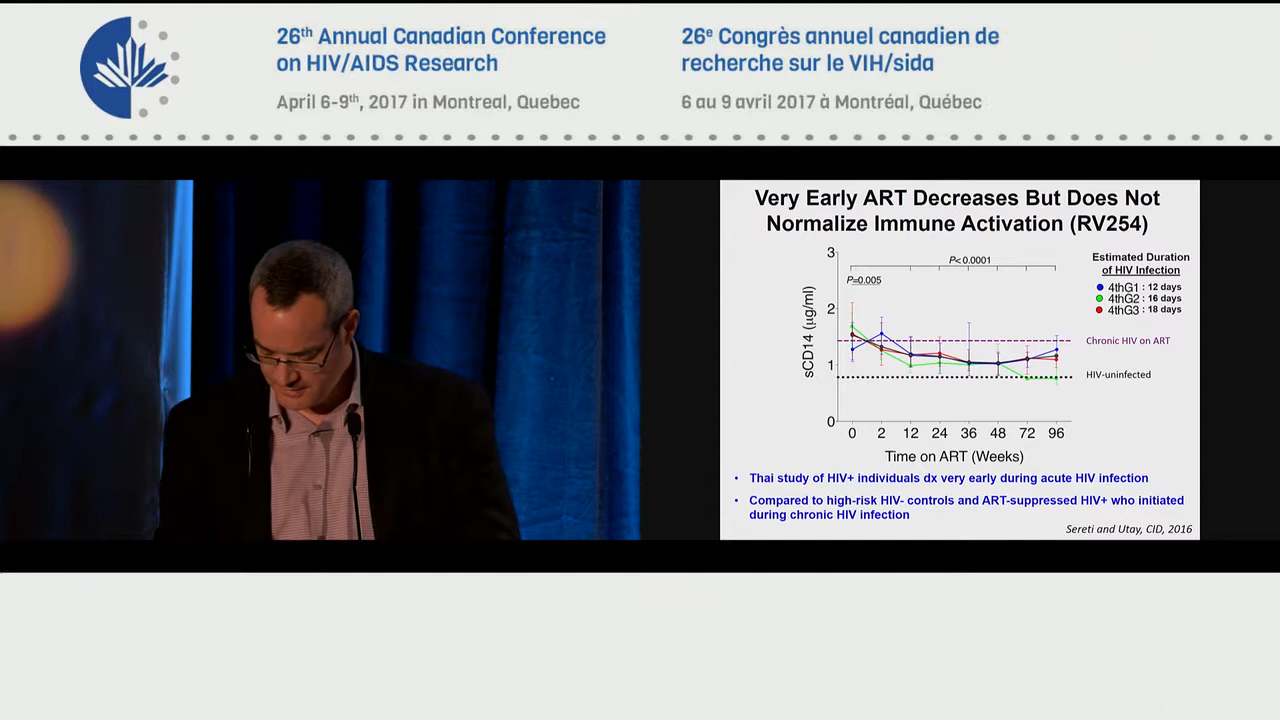 26th Annual Canadian Conference
on HIV/AIDS Research
April 6-9th, 2017 in Montreal, Quebec
26e Congrès annuel canadien de
recherche sur le VIH/sida
6 au 9 avril 2017 à Montréal, Québec
Very Early ART Decreases But Does Not
Normalize Immune Activation (RV254)
3
2
1
0
sCD14 (µg/ml)
P<0.0001
P=0.005
Estimated Duration
of HIV Infection
4thG1 : 12 days
4thG2 : 16 days
4thG3 : 18 days
Chronic HIV on ART
HIV-uninfected
0 2 12 24 36 48 72 96
Time on ART (Weeks)
• Thai study of HIV+ individuals dx very early during acute HIV infection
• Compared to high-risk HIV- controls and ART-suppressed HIV+ who initiated
during chronic HIV infection
Sereti and Utay, CID, 2016